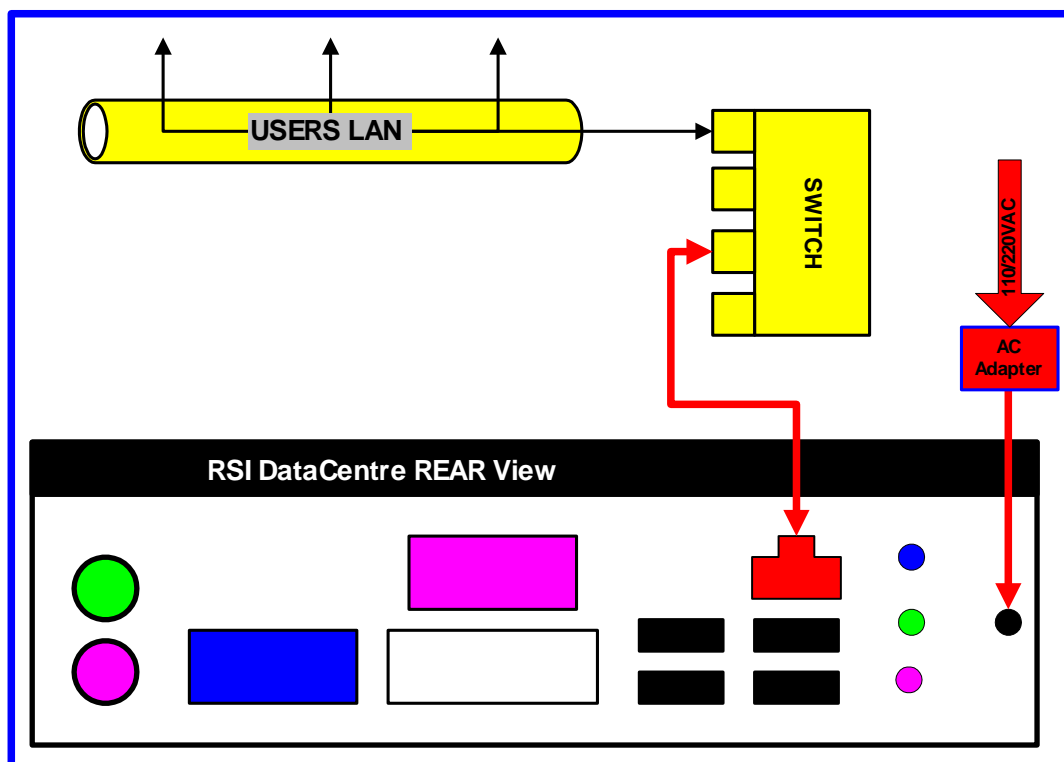 USERS LAN
SWITCH
110/220VAC
AC
Adapter
RSI DataCentre REAR View